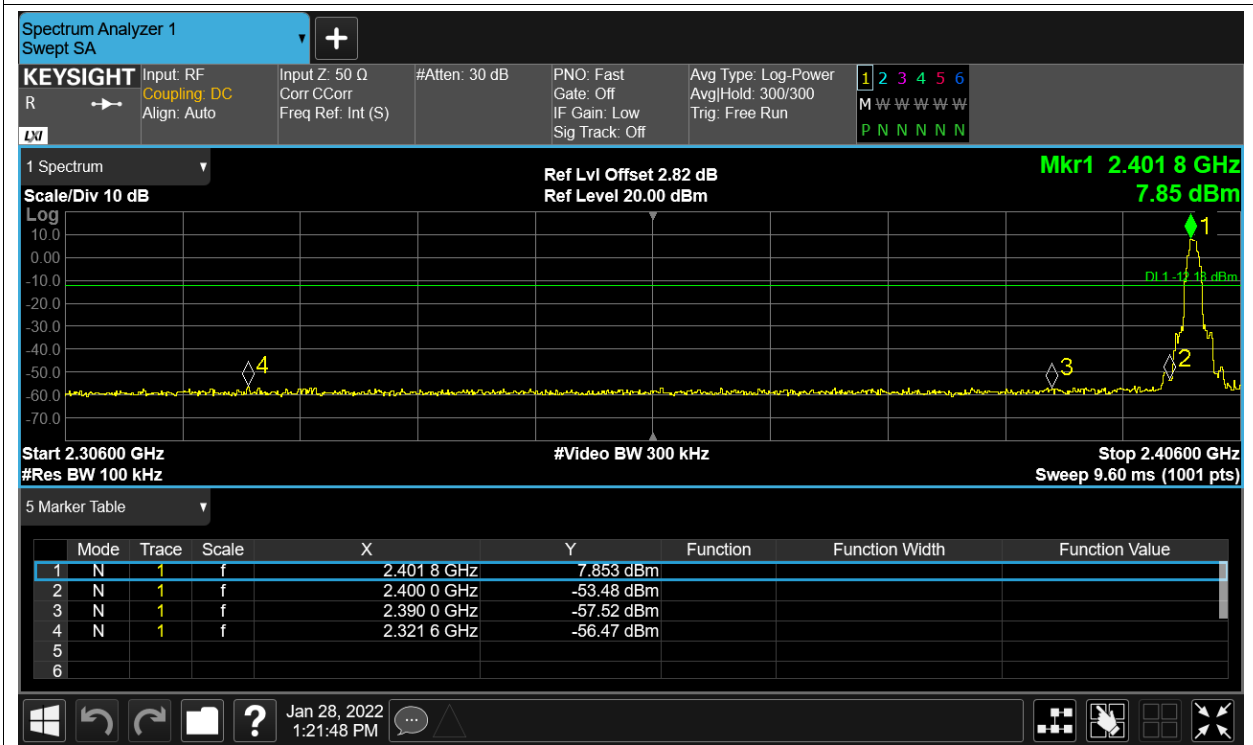 Spectrum Analyzer 1
Swept SA
+
KEYSIGHT Input: RF Input Z: 50 Ω #Atten: 30 dB PNO: Fast Avg Type: Log-Power 1 2 3 4 5 6
R Coupling: DC Corr CCorr Gate: Off Avg|Hold: 300/300 M W W W W W
Align: Auto Freq Ref: Int (S) IF Gain: Low Trig: Free Run
LXI Sig Track: Off P N N N N N
1 Spectrum Ref Lvl Offset 2.82 dB Mkr1 2.401 8 GHz
Scale/Div 10 dB Ref Level 20.00 dBm 7.85 dBm
Log
1
10.0
0.00
DL1 -12.13 dBm
-10.0
-20.0
-30.0
-40.0
4 3 2
-50.0
-60.0
-70.0
Start 2.30600 GHz #Video BW 300 kHz Stop 2.40600 GHz
#Res BW 100 kHz Sweep 9.60 ms (1001 pts)
5 Marker Table
Mode Trace Scale X Y Function Function Width Function Value
1 N 1 f 2.401 8 GHz 7.853 dBm
2 N 1 f 2.400 0 GHz -53.48 dBm
3 N 1 f 2.390 0 GHz -57.52 dBm
4 N 1 f 2.321 6 GHz -56.47 dBm
5
6
? Jan 28, 2022
1:21:48 PM